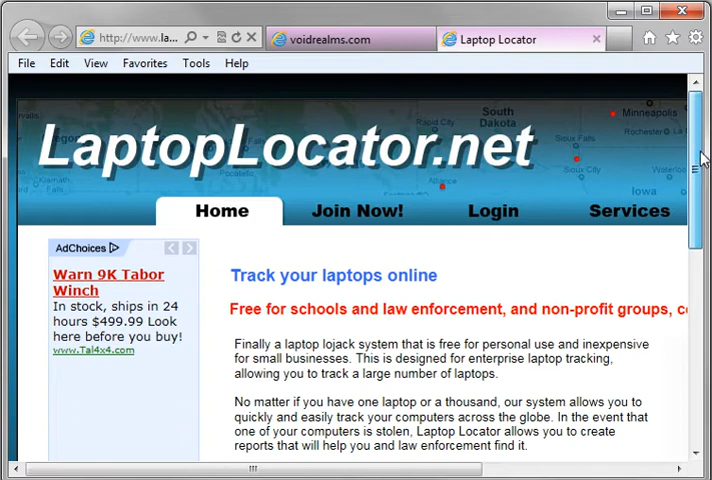 http://www.la...
voidrealms.com
Laptop Locator
File Edit View Favorites Tools Help
LaptopLocator.net
Rapid City
South
Dakota
Minneapolis
Rochester
Sioux Falls
Sioux City
Pocatello
Alliance
Iowa
Home Join Now! Login Services
AdChoices
Warn 9K Tabor
Winch
In stock, ships in 24
hours $499.99 Look
here before you buy!
www.Tal4x4.com
Track your laptops online
Free for schools and law enforcement, and non-profit groups, c
Finally a laptop lojack system that is free for personal use and inexpensive
for small businesses. This is designed for enterprise laptop tracking,
allowing you to track a large number of laptops.
No matter if you have one laptop or a thousand, our system allows you to
quickly and easily track your computers across the globe. In the event that
one of your computers is stolen, Laptop Locator allows you to create
reports that will help you and law enforcement find it.